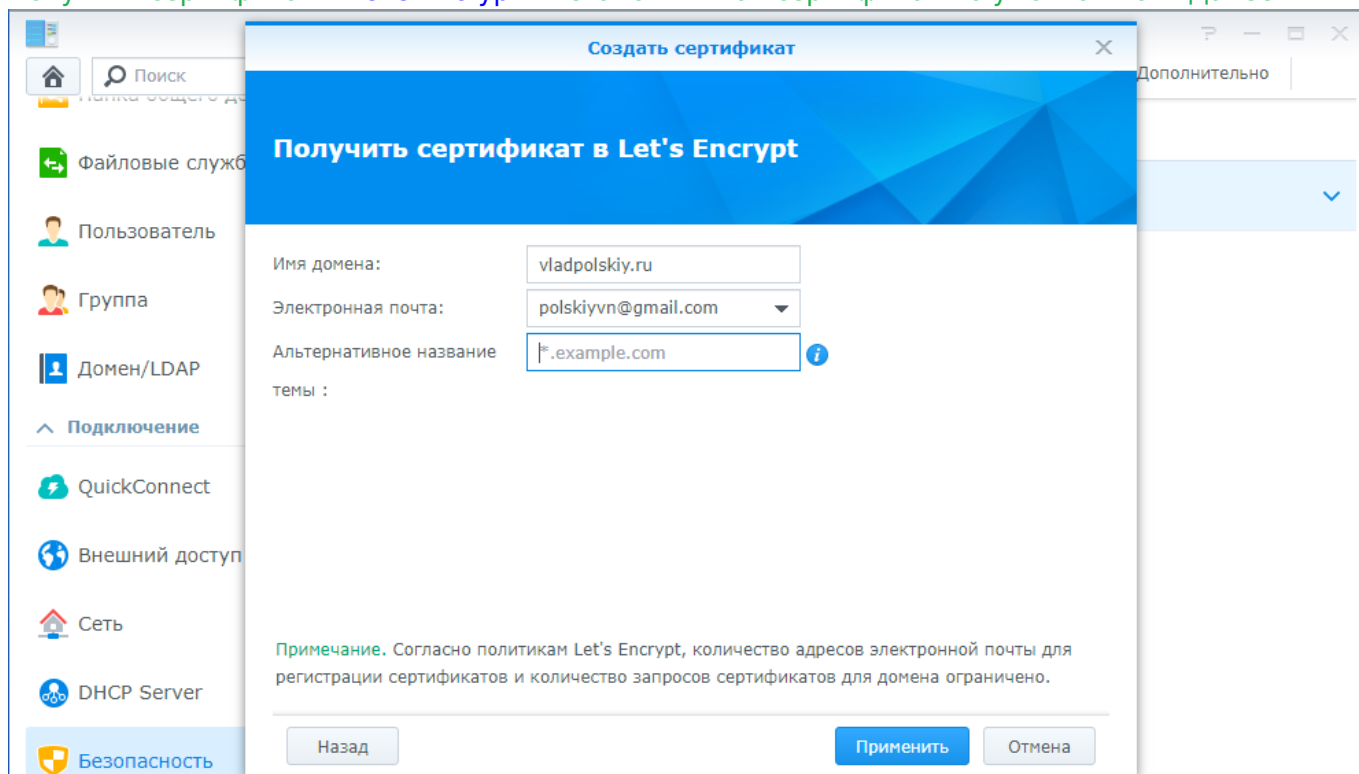 Создать сертификат
Поиск
Дополнительно
Файловые служб
Получить сертификат в Let's Encrypt
Пользователь
Имя домена:
vladpolskiy.ru
Группа
Электронная почта:
polskiyvn@gmail.com
Альтернативное название
темы :
*.example.com
Домен/LDAP
Подключение
QuickConnect
Внешний доступ
Сеть
Примечание. Согласно политикам Let's Encrypt, количество адресов электронной почты для
регистрации сертификатов и количество запросов сертификатов для домена ограничено.
DHCP Server
Назад
Применить
Отмена
Безопасность